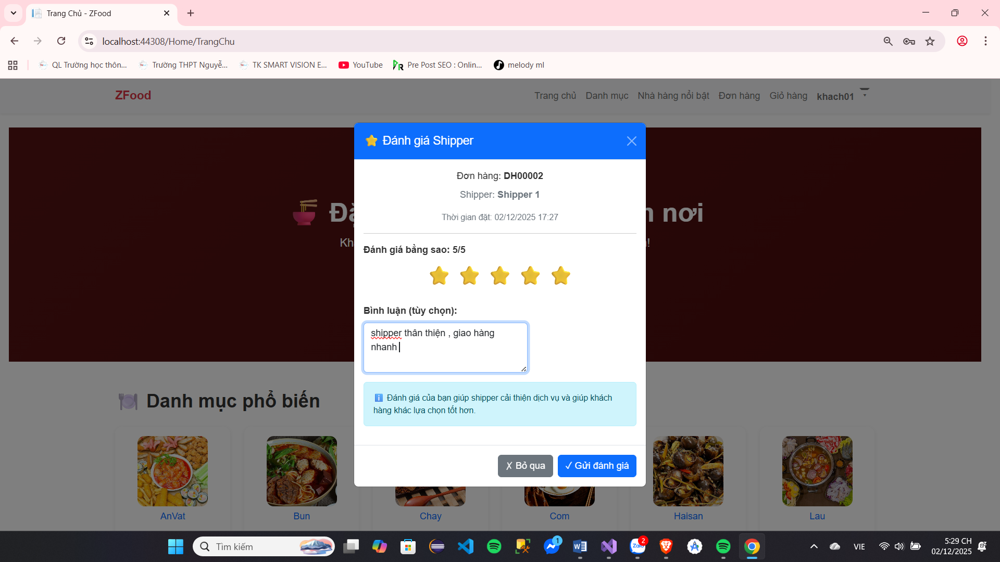 Trang Chủ - ZFood
localhost:44308/Home/TrangChu
QL Trường học thôn...
Trường THPT Nguyễ...
TK SMART VISION E...
YouTube
Pre Post SEO : Onlin...
melody ml
ZFood
Trang chủ
Danh mục
Nhà hàng nổi bật
Đơn hàng
Giỏ hàng
khach01
Đánh giá Shipper
Đơn hàng: DH00002
Shipper: Shipper 1
Thời gian đặt: 02/12/2025 17:27
nơi
Đánh giá bằng sao: 5/5
Bình luận (tùy chọn):
shipper thân thiện , giao hàng
nhanh
Đánh giá của bạn giúp shipper cải thiện dịch vụ và giúp khách
hàng khác lựa chọn tốt hơn.
✗ Bỏ qua
✓ Gửi đánh giá
Danh mục phổ biến
AnVat
Bun
Chay
Com
Haisan
Lau
Tìm kiếm
1
Zalo
2
VIE
5:29 CH
02/12/2025